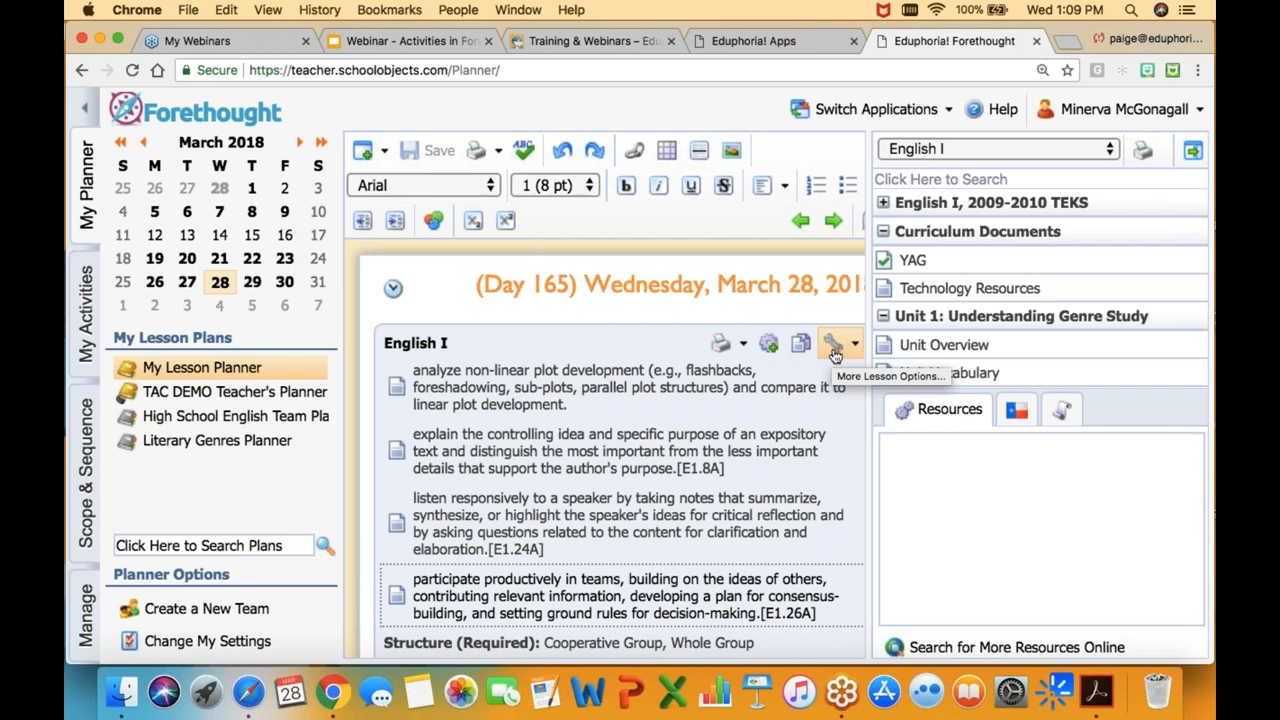 Chrome File Edit View History Bookmarks People Window Help 100% Wed 1:09 PM
My Webinars Webinar - Activities in For Training & Webinars – Edu Eduphoria! Apps Eduphoria! Forethought paige@eduphori...
Secure https://teacher.schoolobjects.com/Planner/
Forethought
Switch Applications Help Minerva McGonagall
My Planner
My Activities
Scope & Sequence
Manage
March 2018
S M T W T F S
25 26 27 28 1 2 3
4 5 6 7 8 9 10
11 12 13 14 15 16 17
18 19 20 21 22 23 24
25 26 27 28 29 30 31
1 2 3 4 5 6 7
My Lesson Plans
My Lesson Planner
TAC DEMO Teacher's Planner
High School English Team Pla
Literary Genres Planner
Click Here to Search Plans
Planner Options
Create a New Team
Change My Settings
Save
ABC
Arial 1 (8 pt) b i U S
X₂ X²
(Day 165) Wednesday, March 28, 201
English I
More Lesson Options...
analyze non-linear plot development (e.g., flashbacks,
foreshadowing, sub-plots, parallel plot structures) and compare it to
linear plot development.
explain the controlling idea and specific purpose of an expository
text and distinguish the most important from the less important
details that support the author's purpose.[E1.8A]
listen responsively to a speaker by taking notes that summarize,
synthesize, or highlight the speaker's ideas for critical reflection and
by asking questions related to the content for clarification and
elaboration.[E1.24A]
participate productively in teams, building on the ideas of others,
contributing relevant information, developing a plan for consensus-
building, and setting ground rules for decision-making.[E1.26A]
Structure (Required): Cooperative Group, Whole Group
English I
Click Here to Search
English I, 2009-2010 TEKS
Curriculum Documents
YAG
Technology Resources
Unit 1: Understanding Genre Study
Unit Overview
Resources
Search for More Resources Online
MAR
28